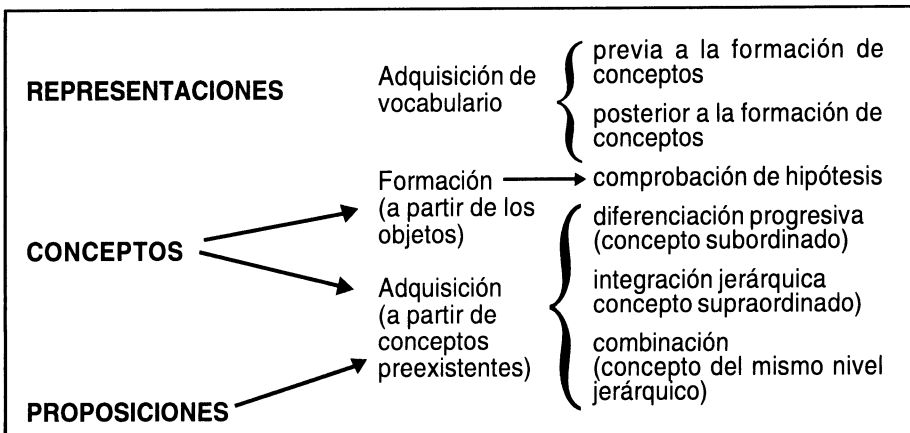 REPRESENTACIONES
Adquisición de
vocabulario
previa a la formación de
conceptos
posterior a la formación de
conceptos
CONCEPTOS
Formación
(a partir de los
objetos)
comprobación de hipótesis
Adquisición
(a partir de
conceptos
preexistentes)
diferenciación progresiva
(concepto subordinado)
integración jerárquica
concepto supraordinado)
combinación
(concepto del mismo nivel
jerárquico)
PROPOSICIONES